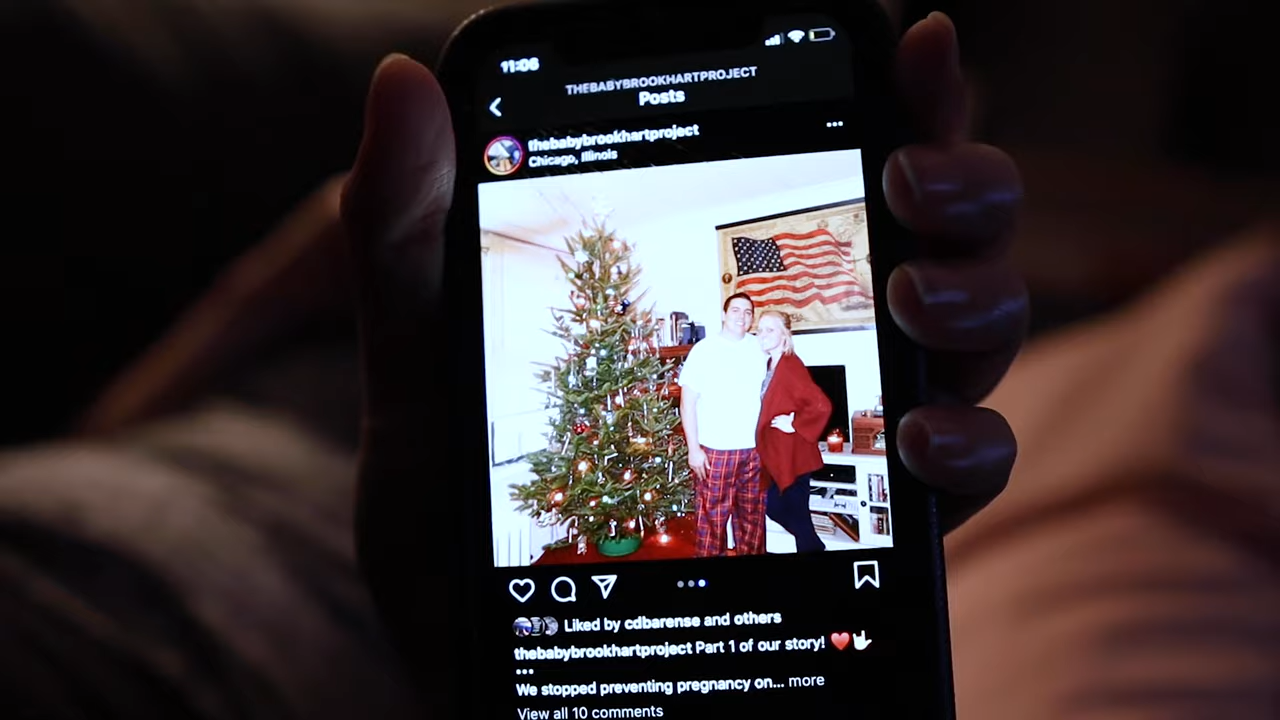 11:06
THEBABYBROOKHARTPROJECT
Posts
thebabybrookhartproject
Chicago, Illinois
Liked by cdbarense and others
thebabybrookhartproject Part 1 of our story! ❤️🤟
•••
We stopped preventing pregnancy on... more
View all 10 comments